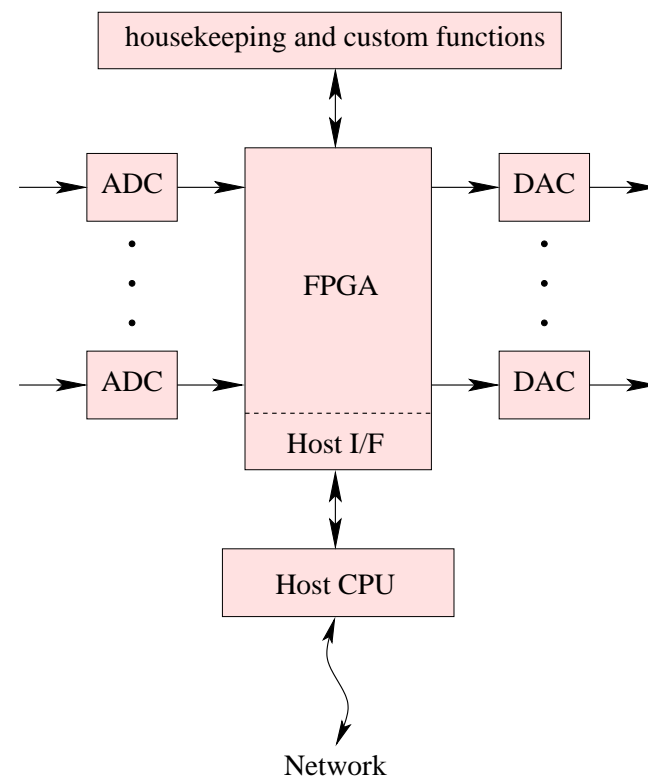 housekeeping and custom functions
ADC
DAC
FPGA
ADC
DAC
Host I/F
Host CPU
Network